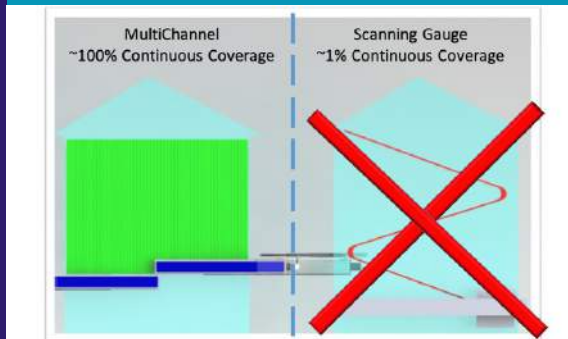 MultiChannel
~100% Continuous Coverage
Scanning Gauge
~1% Continuous Coverage